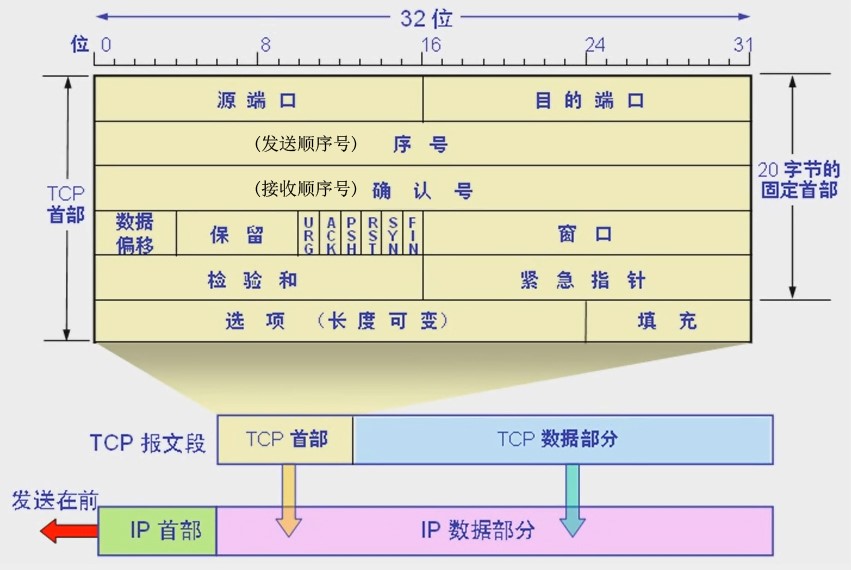 32 位
位 0 8 16 24 31
源 端 口 目 的 端 口
(发送顺序号) 序 号
(接收顺序号) 确 认 号
TCP
首部
20 字节的
固定首部
数据
偏移
保 留
URG
ACK
PSH
RST
SYN
FIN
窗 口
检 验 和 紧 急 指 针
选 项 (长 度 可 变) 填 充
TCP 报文段 TCP 首部 TCP 数据部分
发送在前
IP 首部 IP 数据部分